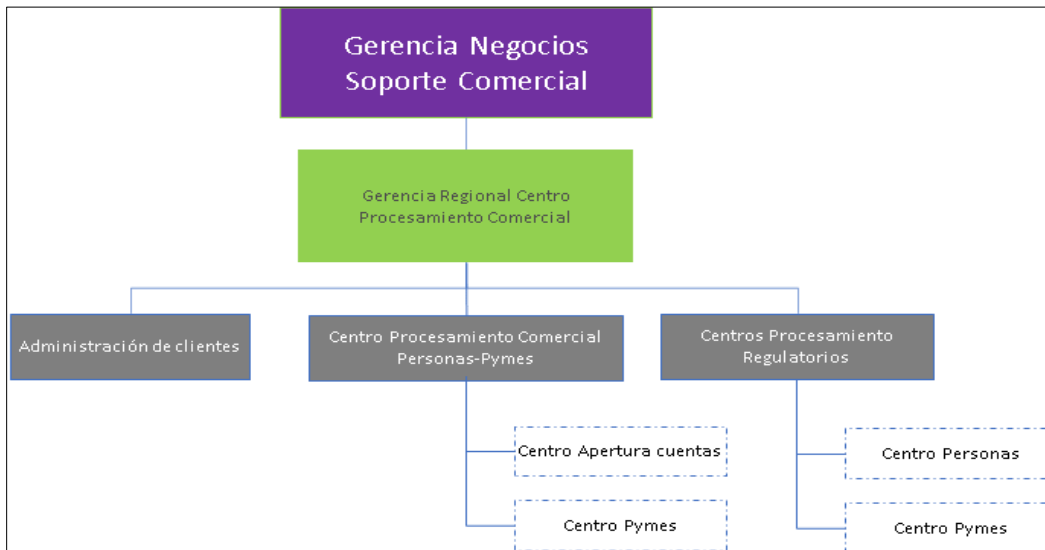 Gerencia Negocios
Soporte Comercial
Gerencia Regional Centro
Procesamiento Comercial
Administración de clientes
Centro Procesamiento Comercial
Personas-Pymes
Centros Procesamiento
Regulatorios
Centro Apertura cuentas
Centro Personas
Centro Pymes
Centro Pymes